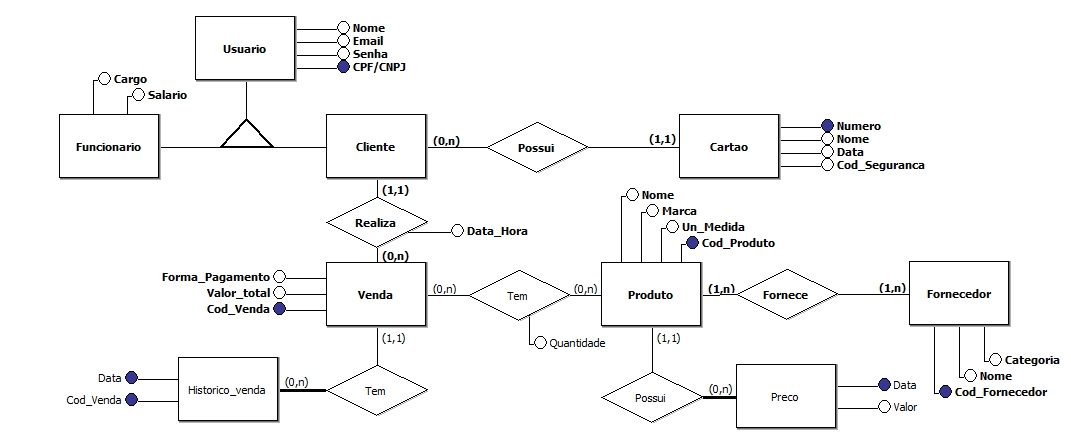 Usuario
Nome
Email
Senha
CPF/CNPJ
Cargo
Salario
Funcionario
Cliente
(0,n)
Possui
(1,1)
Cartao
Numero
Nome
Data
Cod_Seguranca
(1,1)
Realiza
Data_Hora
(0,n)
Nome
Marca
Un_Medida
Cod_Produto
Forma_Pagamento
Valor_total
Cod_Venda
Venda
(0,n)
Tem
(0,n)
Quantidade
Produto
(1,n)
Fornece
(1,n)
Fornecedor
Categoria
Nome
Cod_Fornecedor
(1,1)
(1,1)
Data
Cod_Venda
Historico_venda
(0,n)
Tem
Possui
(0,n)
Preco
Data
Valor